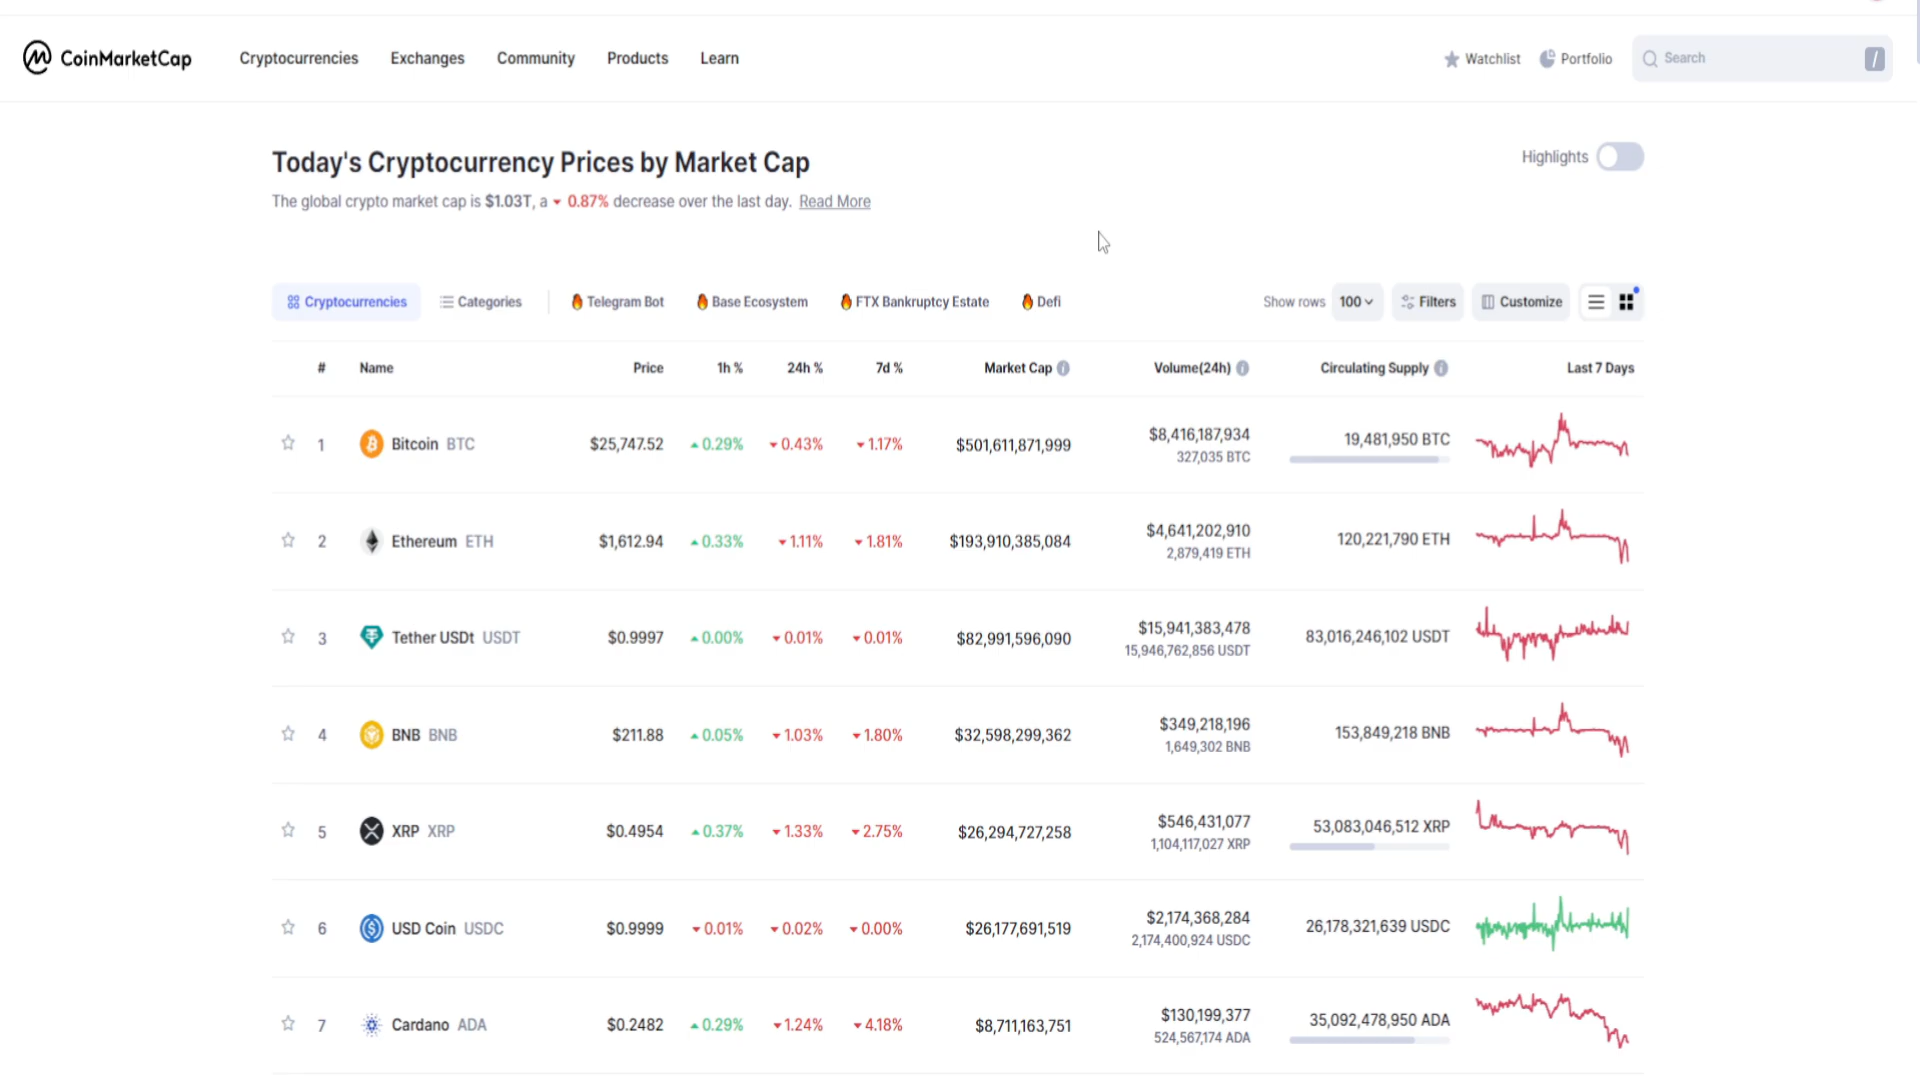 CoinMarketCap Cryptocurrencies Exchanges Community Products Learn Watchlist Portfolio Search /
Today's Cryptocurrency Prices by Market Cap Highlights
The global crypto market cap is $1.03T, a 0.87% decrease over the last day. Read More
Cryptocurrencies Categories Telegram Bot Base Ecosystem FTX Bankruptcy Estate Defi Show rows 100 Filters Customize
# Name Price 1h % 24h % 7d % Market Cap Volume(24h) Circulating Supply Last 7 Days
1 Bitcoin BTC $25,747.52 0.29% 0.43% 1.17% $501,611,871,999 $8,416,187,934 19,481,950 BTC
327,035 BTC
2 Ethereum ETH $1,612.94 0.33% 1.11% 1.81% $193,910,385,084 $4,641,202,910 120,221,790 ETH
2,879,419 ETH
3 Tether USDt USDT $0.9997 0.00% 0.01% 0.01% $82,991,596,090 $15,941,383,478 83,016,246,102 USDT
15,946,762,856 USDT
4 BNB BNB $211.88 0.05% 1.03% 1.80% $32,598,299,362 $349,218,196 153,849,218 BNB
1,649,302 BNB
5 XRP XRP $0.4954 0.37% 1.33% 2.75% $26,294,727,258 $546,431,077 53,083,046,512 XRP
1,104,117,027 XRP
6 USD Coin USDC $0.9999 0.01% 0.02% 0.00% $26,177,691,519 $2,174,368,284 26,178,321,639 USDC
2,174,400,924 USDC
7 Cardano ADA $0.2482 0.29% 1.24% 4.18% $8,711,163,751 $130,199,377 35,092,478,950 ADA
524,567,174 ADA